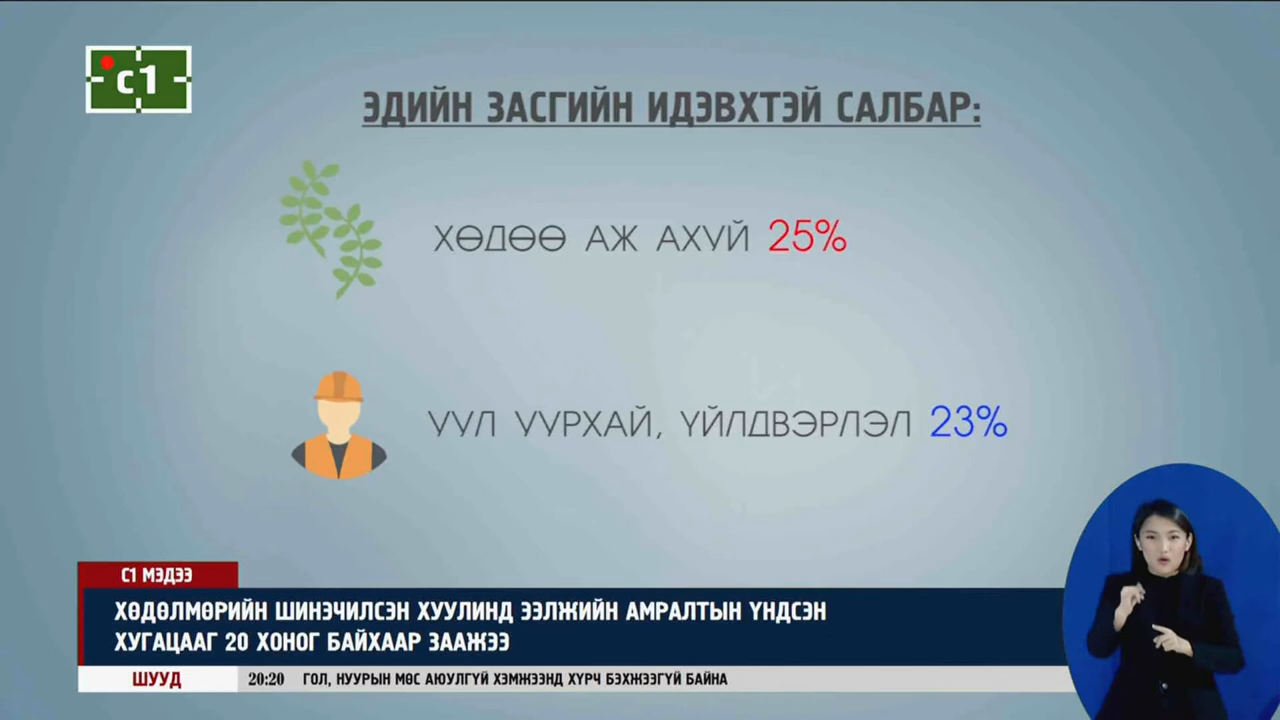 c1
ЭДИЙН ЗАСГИЙН ИДЭВХТЭЙ САЛБАР:
ХӨДӨӨ АЖ АХУЙ 25%
УУЛ УУРХАЙ, ҮЙЛДВЭРЛЭЛ 23%
С1 МЭДЭЭ
ХӨДӨЛМӨРИЙН ШИНЭЧИЛСЭН ХУУЛИНД ЭЭЛЖИЙН АМРАЛТЫН ҮНДСЭН
ХУГАЦААГ 20 ХОНОГ БАЙХААР ЗААЖЭЭ
ШУУД 20:20 ГОЛ, НУУРЫН МӨС АЮУЛГҮЙ ХЭМЖЭЭНД ХҮРЧ БЭХЖЭЭГҮЙ БАЙНА